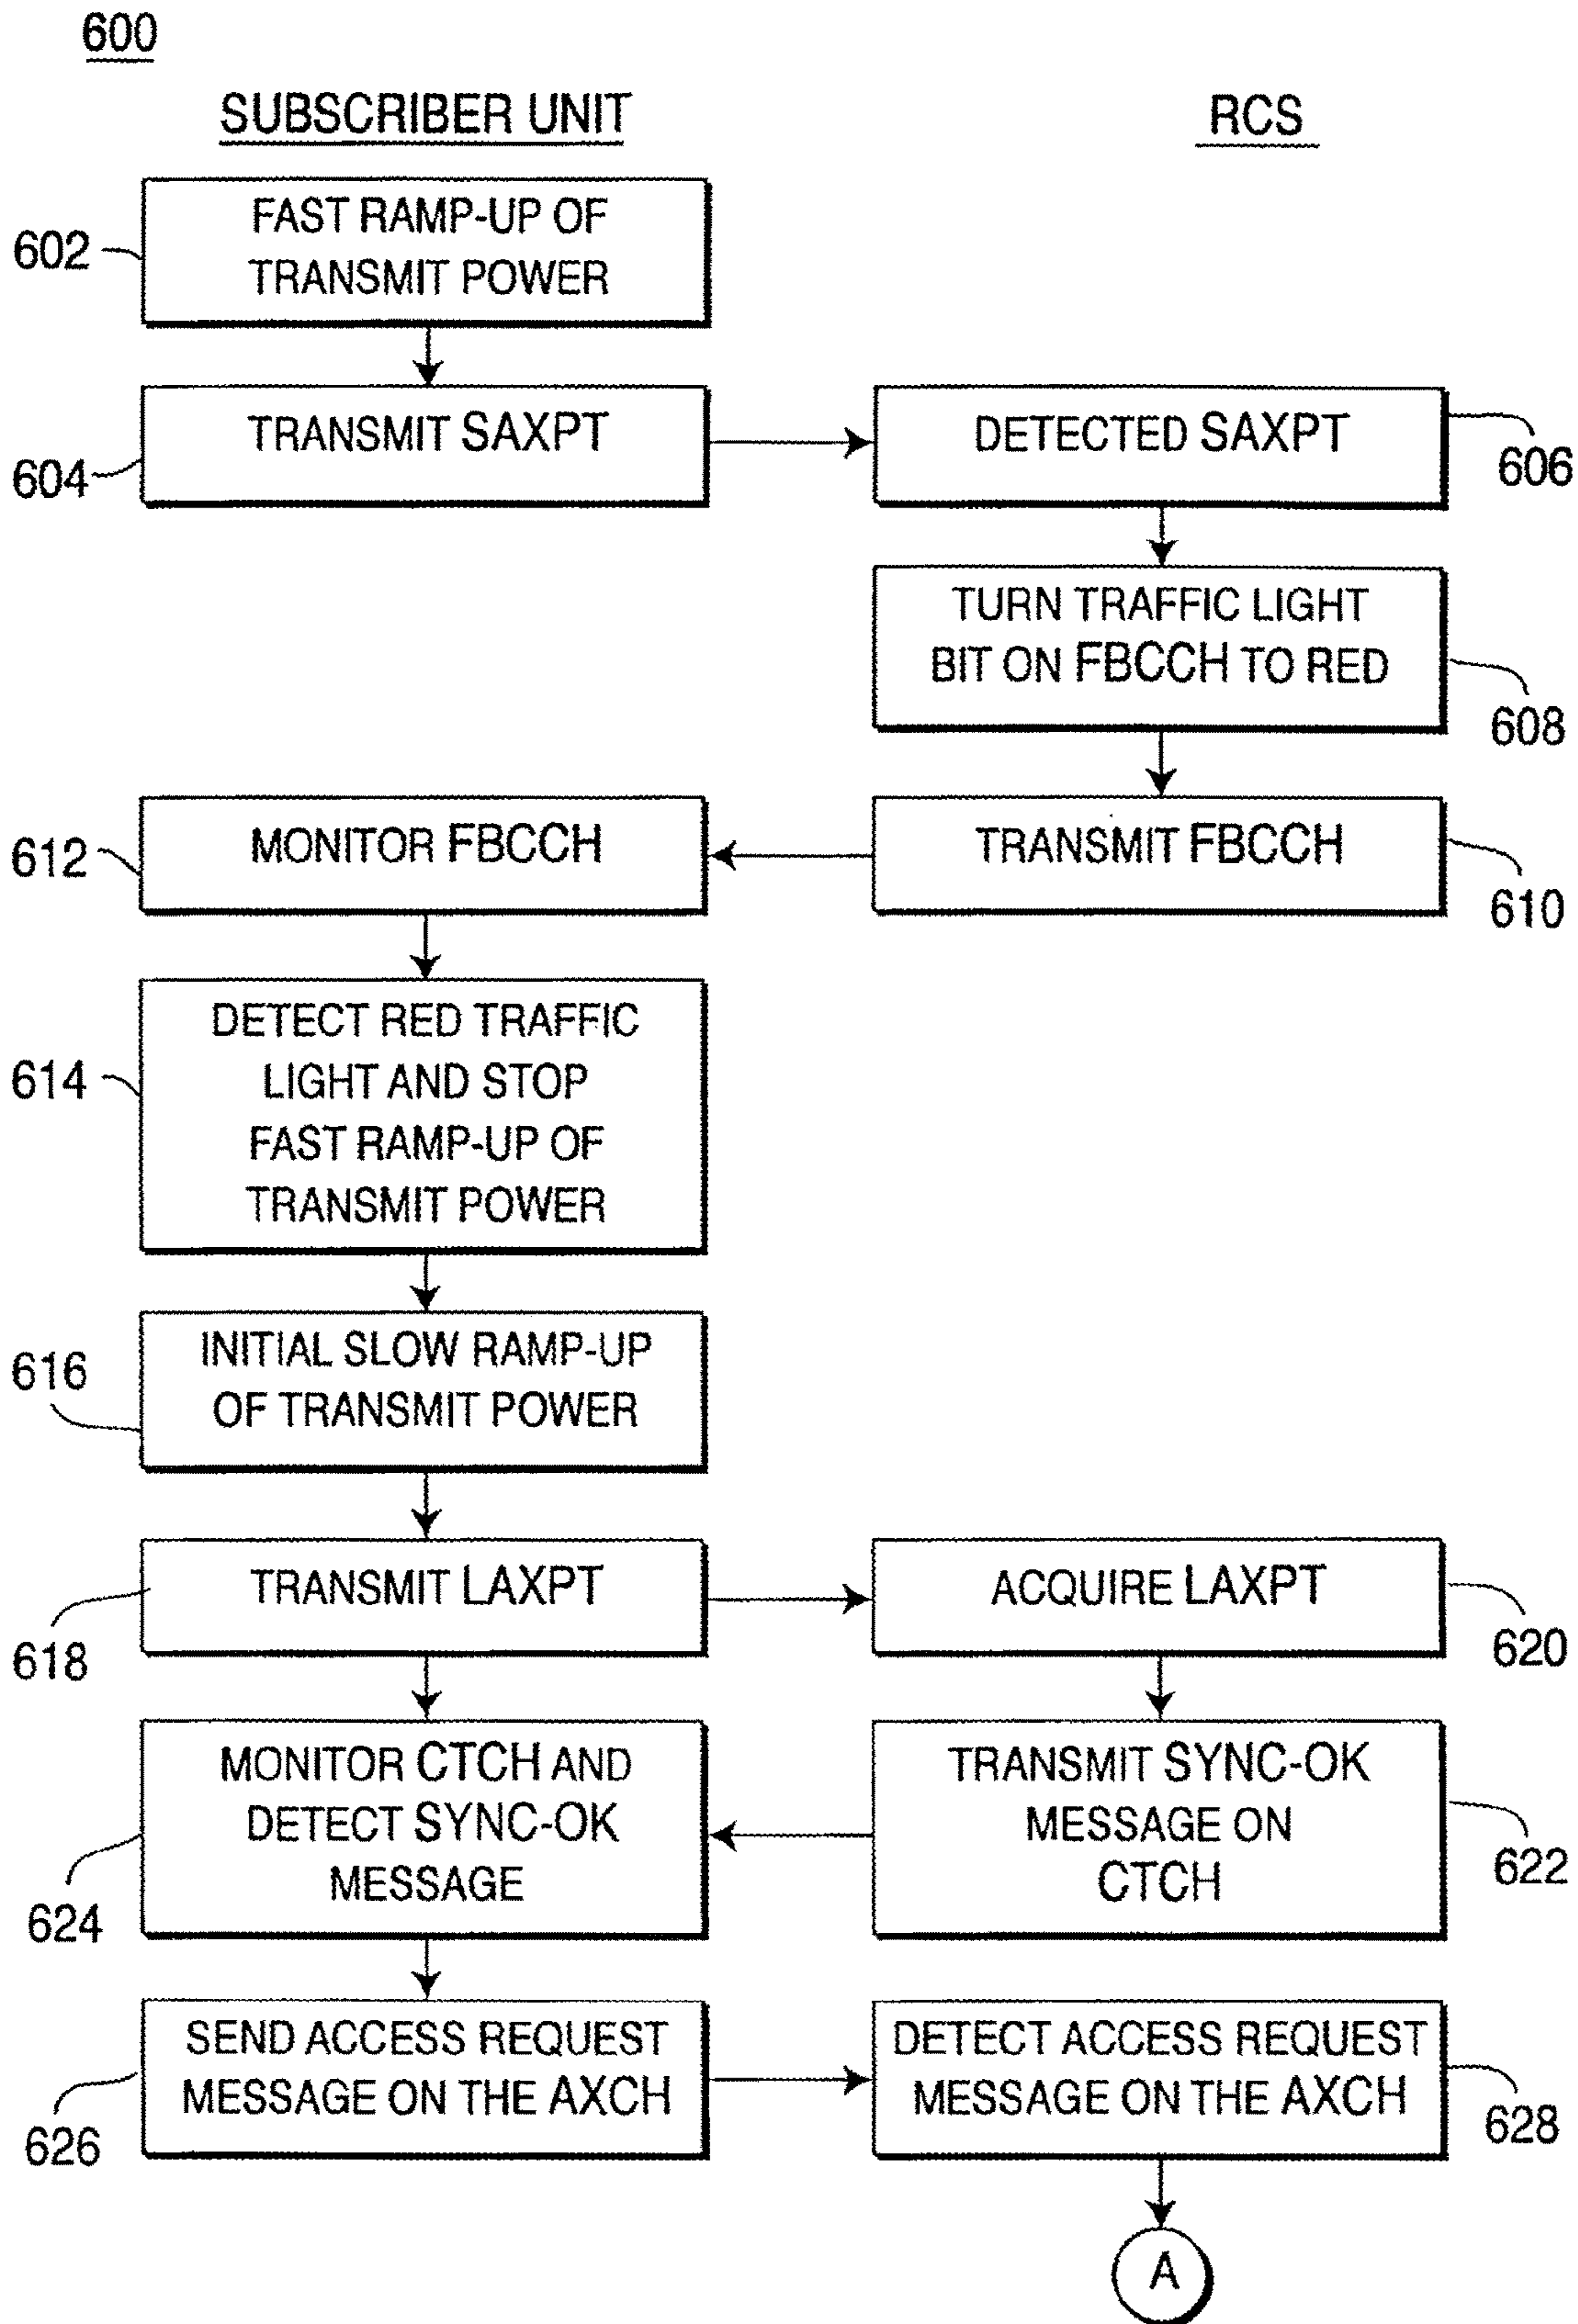 600
SUBSCRIBER UNIT
RCS
FAST RAMP-UP OF
TRANSMIT POWER
602
TRANSMIT SAXPT
604
DETECTED SAXPT
606
TURN TRAFFIC LIGHT
BIT ON FBCCH TO RED
608
TRANSMIT FBCCH
610
MONITOR FBCCH
612
DETECT RED TRAFFIC
LIGHT AND STOP
FAST RAMP-UP OF
TRANSMIT POWER
614
INITIAL SLOW RAMP-UP
OF TRANSMIT POWER
616
TRANSMIT LAXPT
618
ACQUIRE LAXPT
620
TRANSMIT SYNC-OK
MESSAGE ON
CTCH
622
MONITOR CTCH AND
DETECT SYNC-OK
MESSAGE
624
SEND ACCESS REQUEST
MESSAGE ON THE AXCH
626
DETECT ACCESS REQUEST
MESSAGE ON THE AXCH
628
A